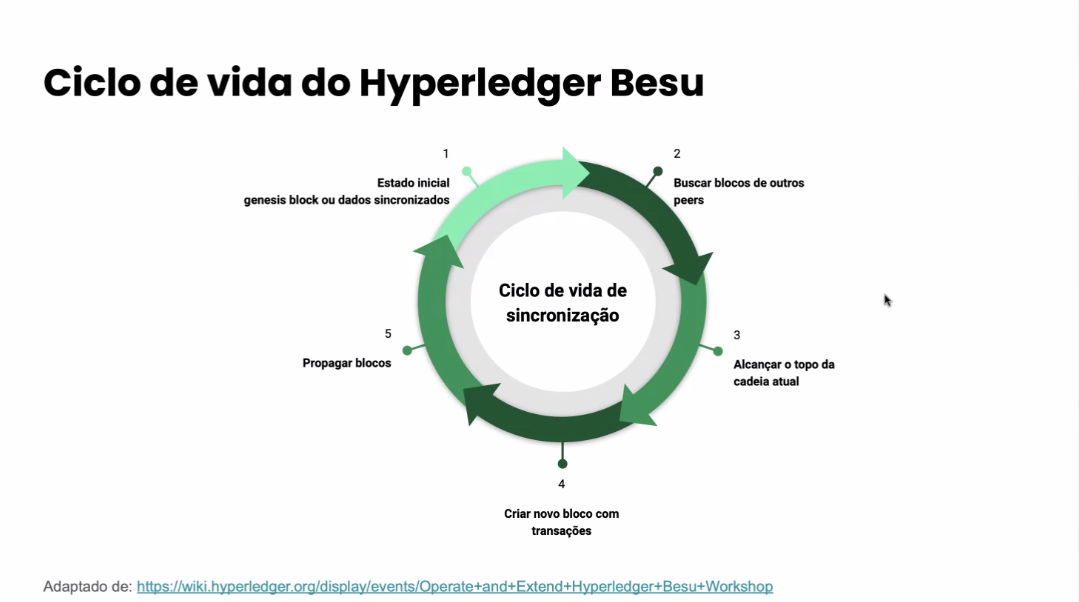 Ciclo de vida do Hyperledger Besu
1
Estado inicial
genesis block ou dados sincronizados
2
Buscar blocos de outros
peers
Ciclo de vida de
sincronização
3
Alcançar o topo da
cadeia atual
5
Propagar blocos
4
Criar novo bloco com
transações
Adaptado de: https://wiki.hyperledger.org/display/events/Operate+and+Extend+Hyperledger+Besu+Workshop